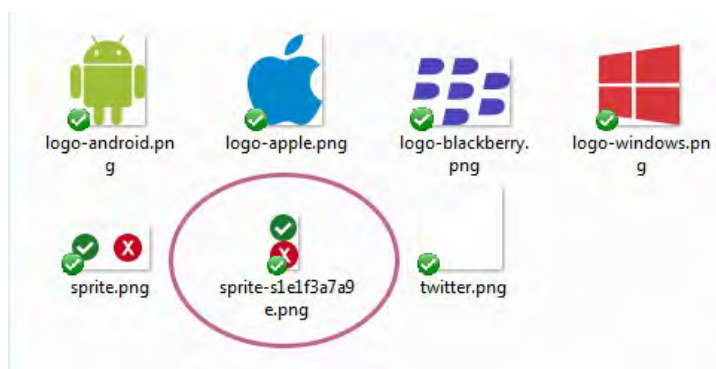 logo-android.pn
g
logo-apple.png
logo-blackberry.
png
logo-windows.pn
g
sprite.png
sprite-s1e1f3a7a9
e.png
twitter.png